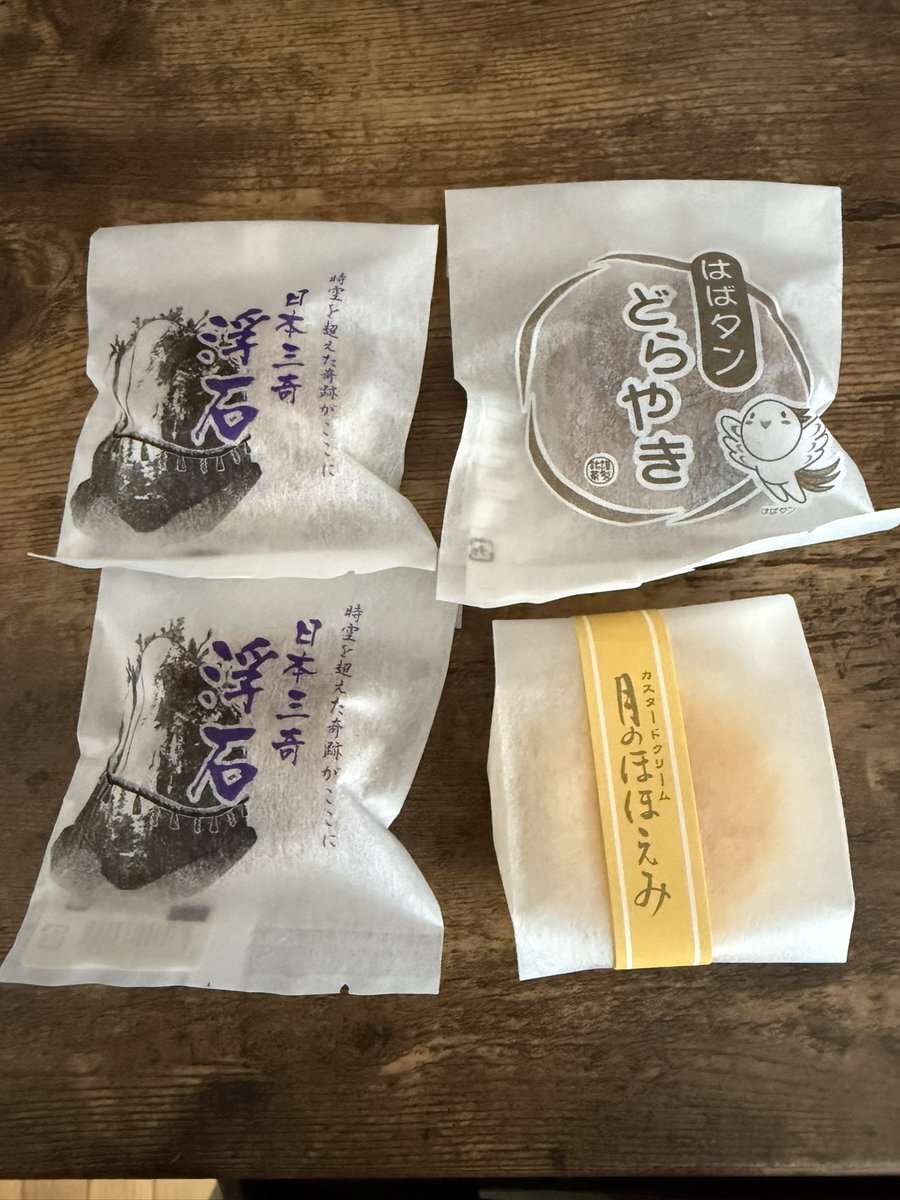 時空を超えた奇跡がここに
日本三奇
浮石
はばタン
どらやき
はばタン
時空を超えた奇跡がここに
日本三奇
浮石
カスタードクリーム
月のほほえみ